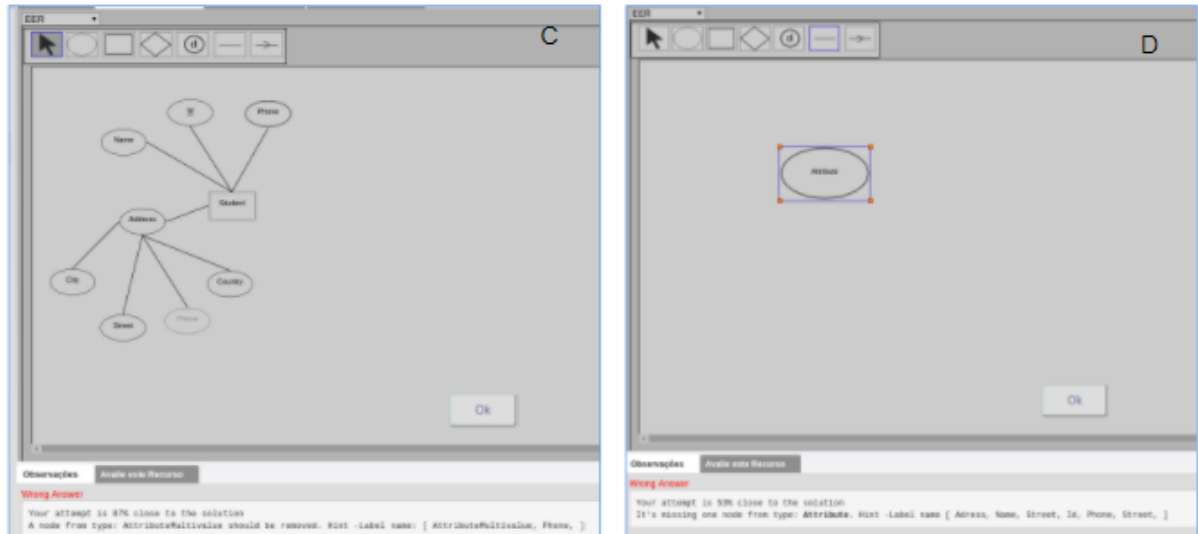 EER
C
d
Phone
Name
Student
Address
City
Country
Street
Phone
Ok
Observações
Avalie este Recurso
Wrong Answer
Your attempt is 87% close to the solution
A node from type: AttributeMultivalue should be removed. Hint -Label name: [ AttributeMultivalue, Phone, ]
EER
d
D
Attribute
Ok
Observações
Avalie este Recurso
Wrong Answer
Your attempt is 53% close to the solution
It's missing one node from type: Attribute. Hint -Label name [ Adress, Name, Street, Id, Phone, Street, ]